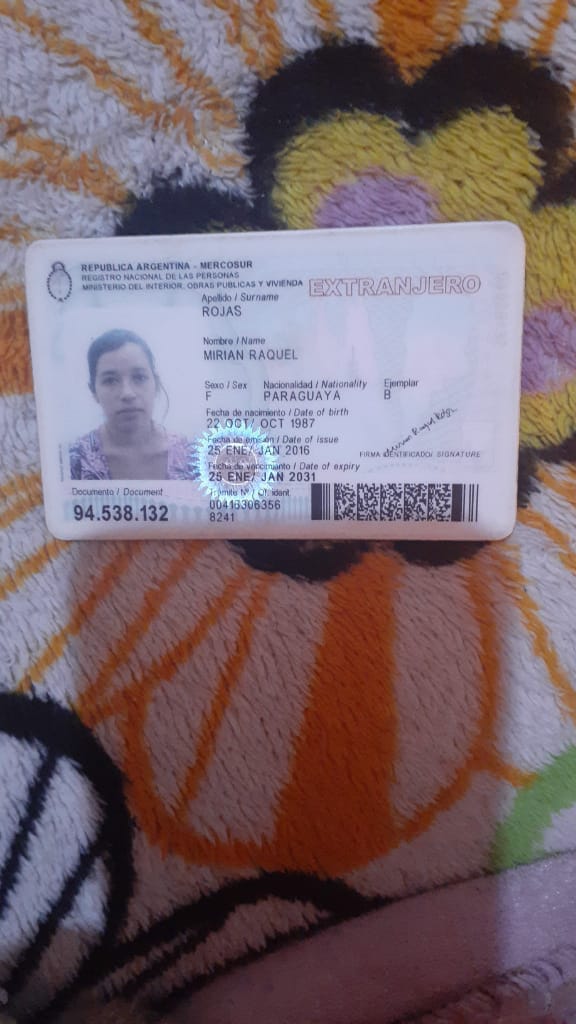 REPUBLICA ARGENTINA - MERCOSUR
REGISTRO NACIONAL DE LAS PERSONAS
MINISTERIO DEL INTERIOR, OBRAS PUBLICAS Y VIVIENDA
EXTRANJERO
Apellido / Surname
ROJAS
Nombre / Name
MIRIAN RAQUEL
Sexo / Sex Nacionalidad / Nationality Ejemplar
F PARAGUAYA B
Fecha de nacimiento / Date of birth
22 OCT/ OCT 1987
Fecha de emisión / Date of issue
25 ENE/ JAN 2016
FIRMA IDENTIFICADO/ SIGNATURE
Fecha de vencimiento / Date of expiry
25 ENE/ JAN 2031
Documento / Document Trámite Nº / Of. ident.
94.538.132 00415306356
8241